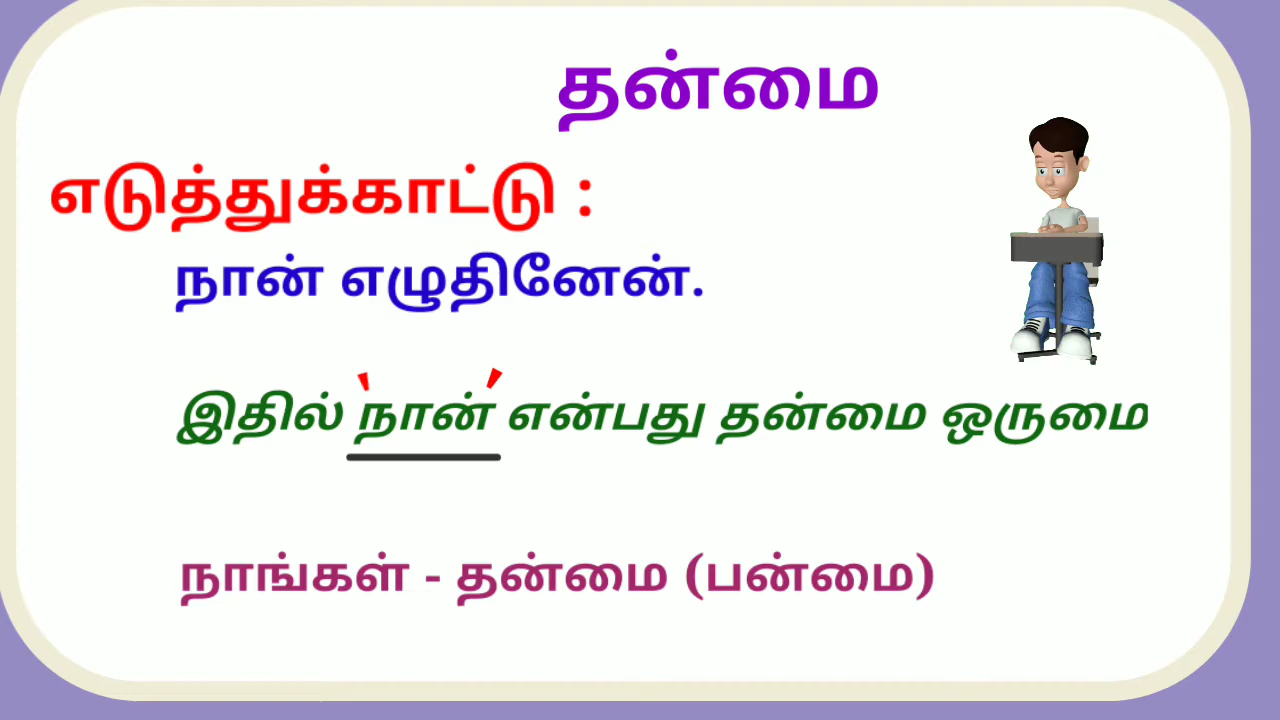 தன்மை
எடுத்துக்காட்டு :
நான் எழுதினேன்.
இதில் 'நான்' என்பது தன்மை ஒருமை
நாங்கள் - தன்மை (பன்மை)